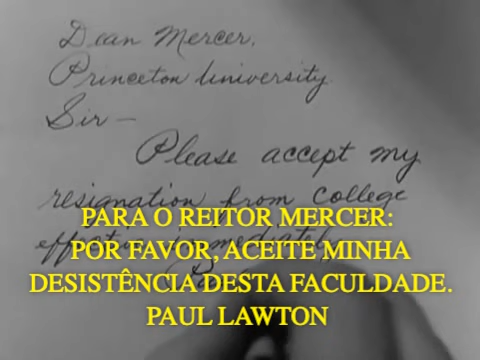 Dean Mercer,
Princeton University.
Sir —
Please accept my
resignation from college
PARA O REITOR MERCER:
POR FAVOR, ACEITE MINHA
DESISTÊNCIA DESTA FACULDADE.
PAUL LAWTON